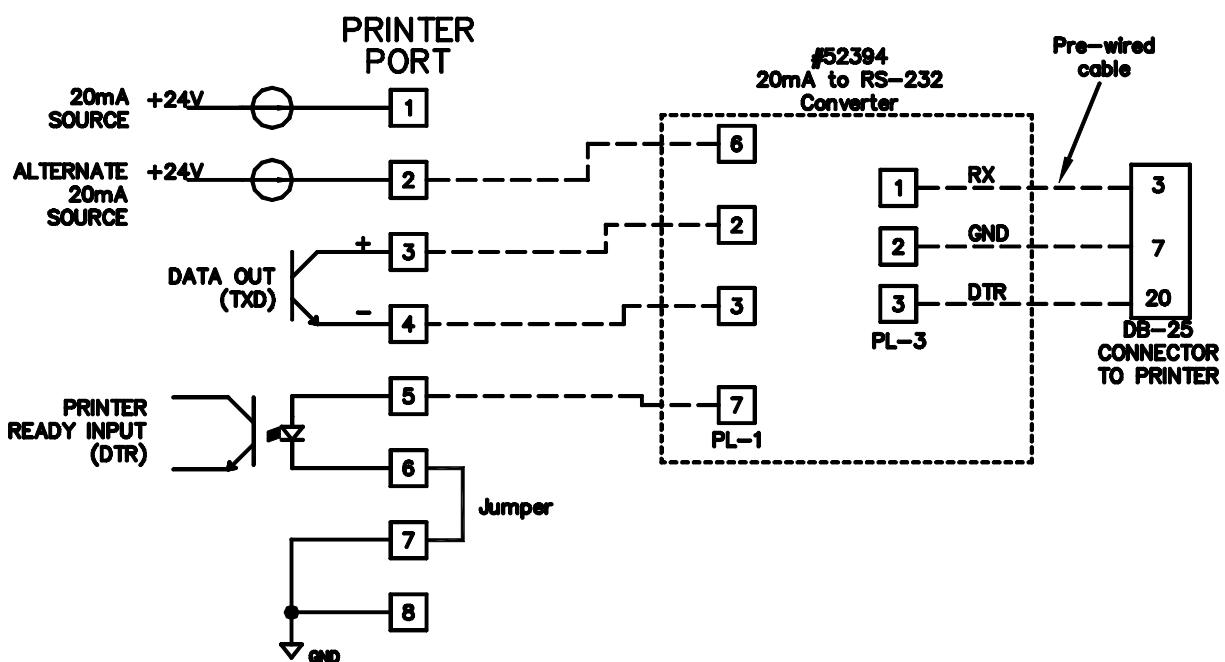 PRINTER
PORT
20mA +24V
SOURCE
1
ALTERNATE +24V
20mA
SOURCE
2
DATA OUT
(TXD)
+
3
-
4
PRINTER
READY INPUT
(DTR)
5
6
Jumper
7
8
GND
#52394
20mA to RS-232
Converter
6
2
3
7
PL-1
1
RX
2
GND
3
DTR
PL-3
Pre-wired
cable
3
7
20
DB-25
CONNECTOR
TO PRINTER